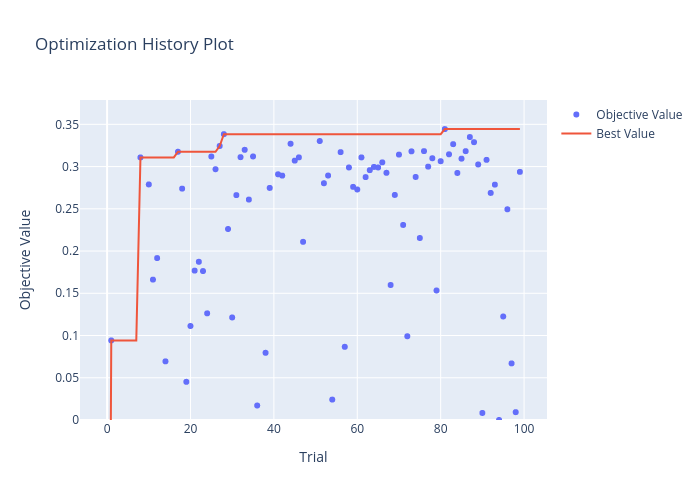 Optimization History Plot
Objective Value
Best Value
0.35
0.3
0.25
0.2
0.15
0.1
0.05
0
0 20 40 60 80 100
Trial
Objective Value